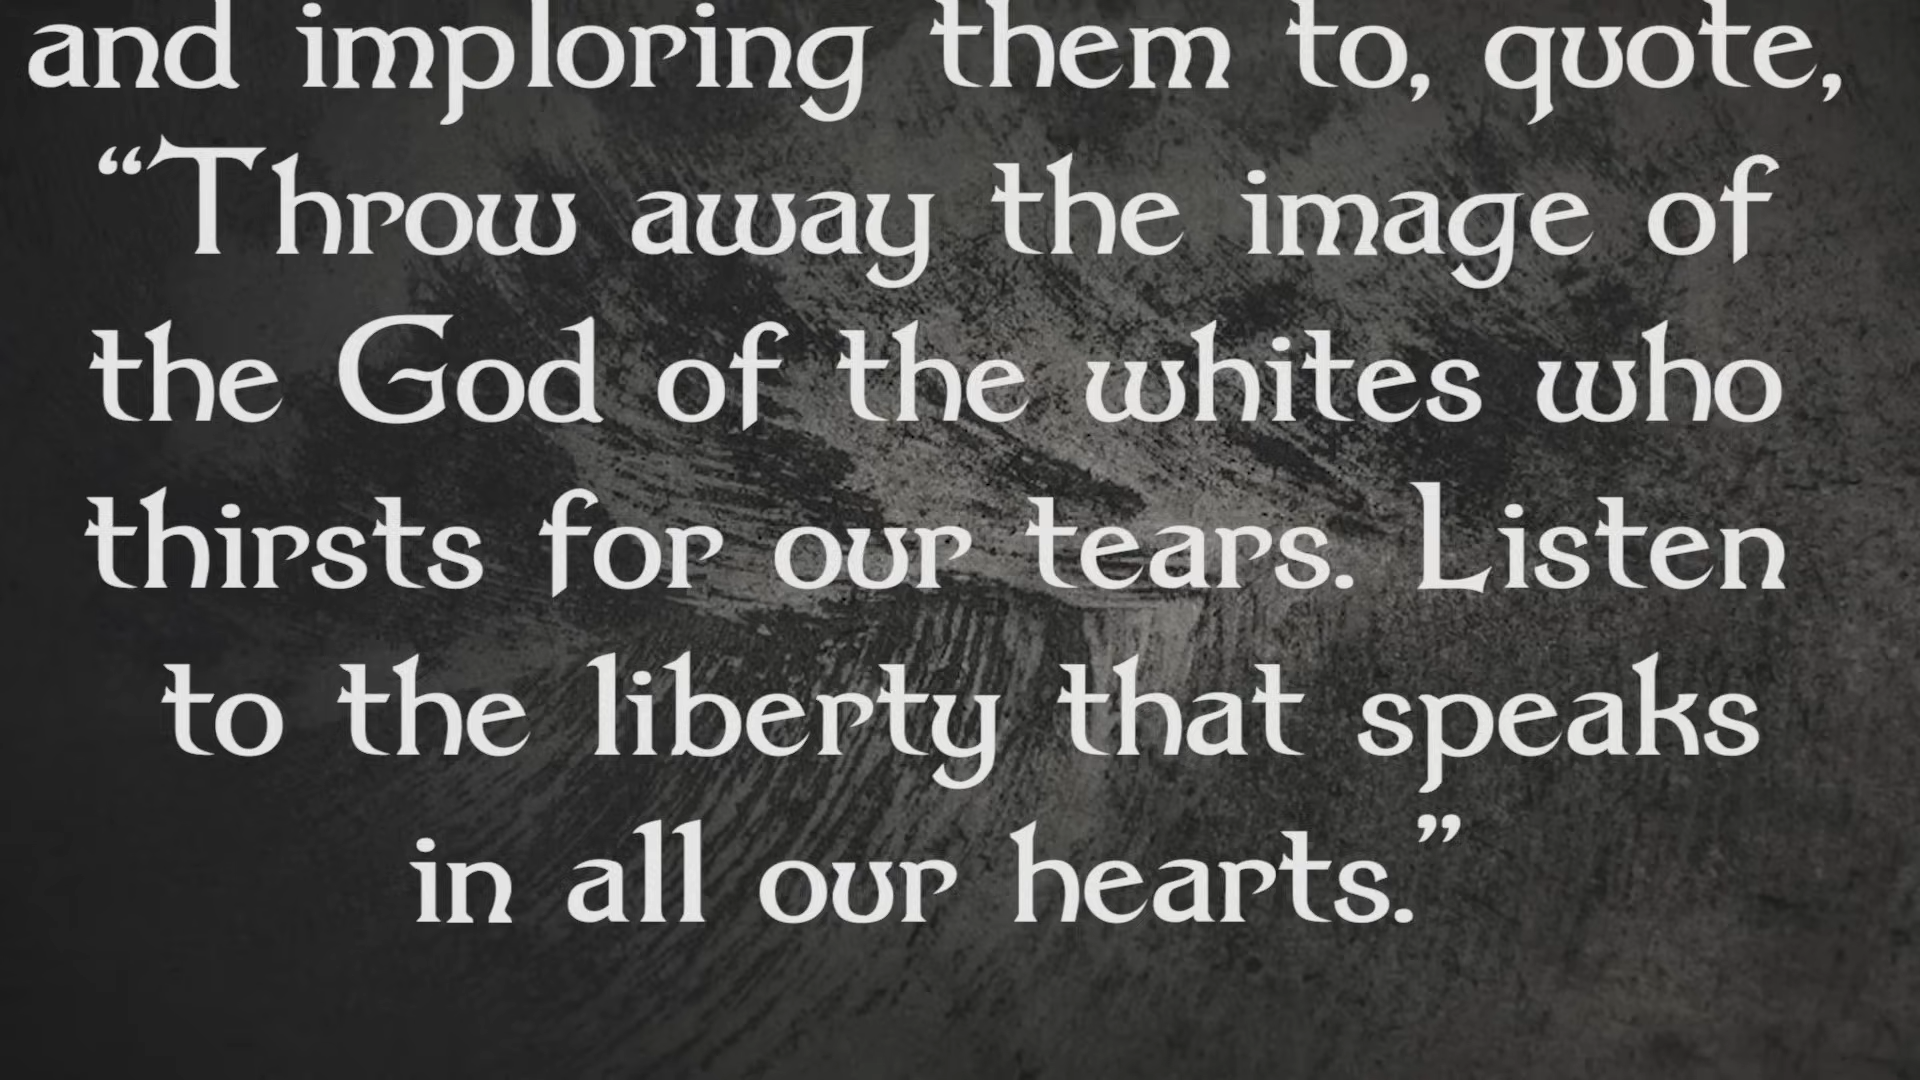 and imploring them to, quote,
“Throw away the image of
the God of the whites who
thirsts for our tears. Listen
to the liberty that speaks
in all our hearts.”